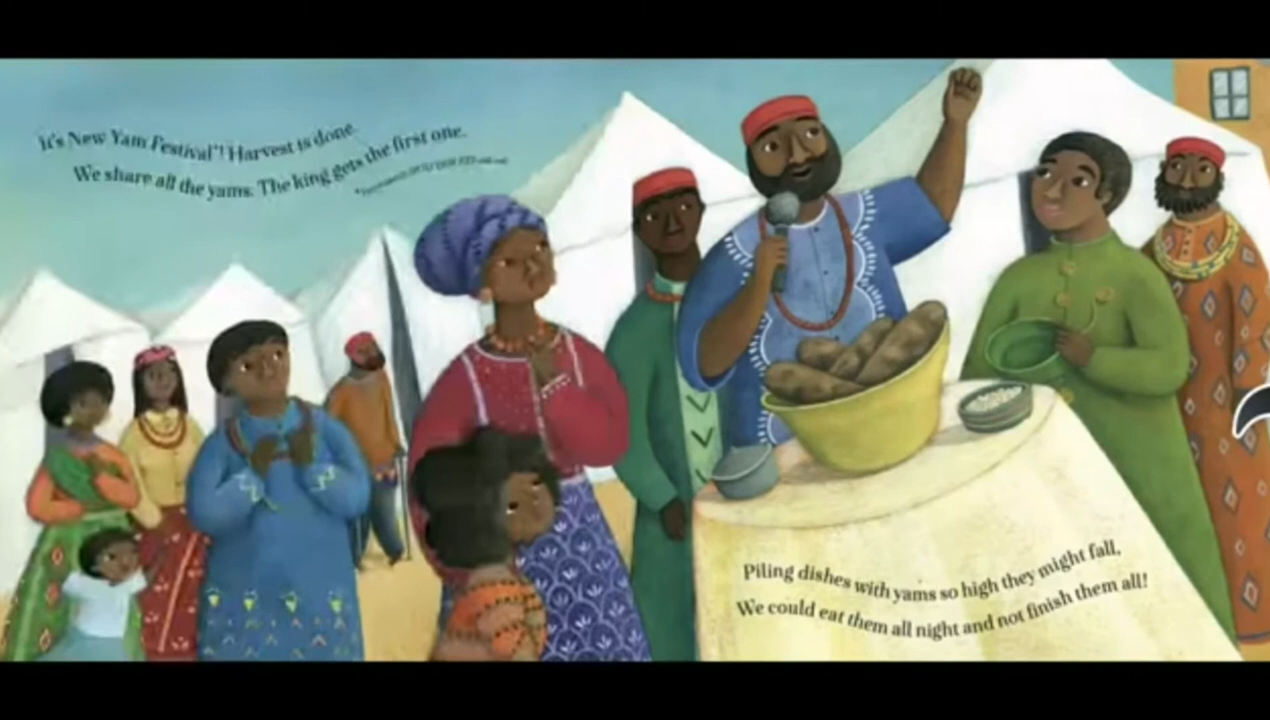 It's New Yam Festival*! Harvest is done.
We share all the yams. The king gets the first one.
Piling dishes with yams so high they might fall,
We could eat them all night and not finish them all!